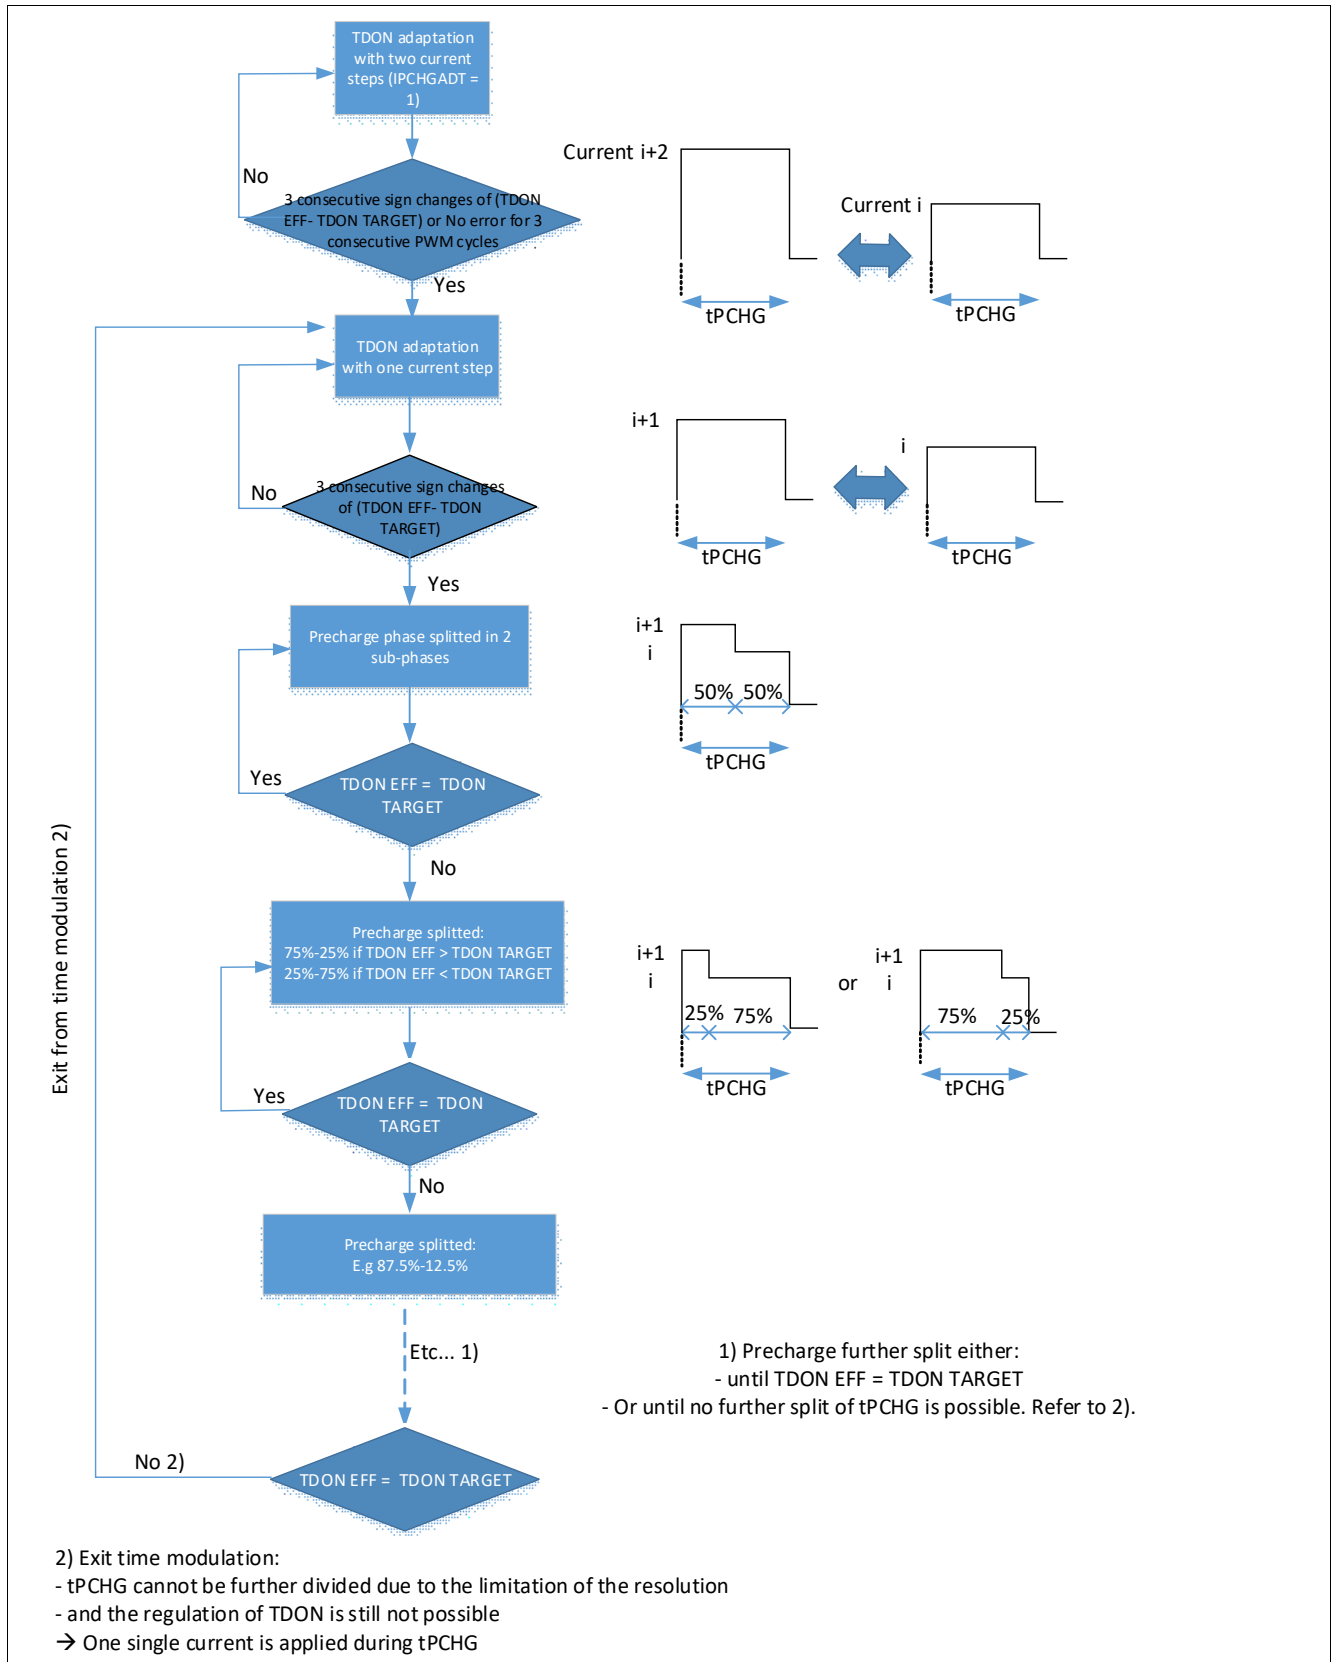 TDON adaptation
with two current
steps (IPCHGADT =
1)
No
3 consecutive sign changes of (TDON
EFF- TDON TARGET) or No error for 3
consecutive PWM cycles
Yes
Current i+2
tPCHG
Current i
tPCHG
TDON adaptation
with one current step
No
3 consecutive sign changes
of (TDON EFF- TDON
TARGET)
Yes
i+1
tPCHG
i
tPCHG
Precharge phase splitted in 2
sub-phases
Yes
TDON EFF = TDON
TARGET
No
i+1
i
50% 50%
tPCHG
Precharge splitted:
75%-25% if TDON EFF > TDON TARGET
25%-75% if TDON EFF < TDON TARGET
Yes
TDON EFF = TDON
TARGET
No
i+1
i
25% 75%
tPCHG
or
i+1
i
75% 25%
tPCHG
Precharge splitted:
E.g 87.5%-12.5%
Etc... 1)
TDON EFF = TDON TARGET
No 2)
Exit from time modulation 2)
1) Precharge further split either:
- until TDON EFF = TDON TARGET
- Or until no further split of tPCHG is possible. Refer to 2).
2) Exit time modulation:
- tPCHG cannot be further divided due to the limitation of the resolution
- and the regulation of TDON is still not possible
→ One single current is applied during tPCHG